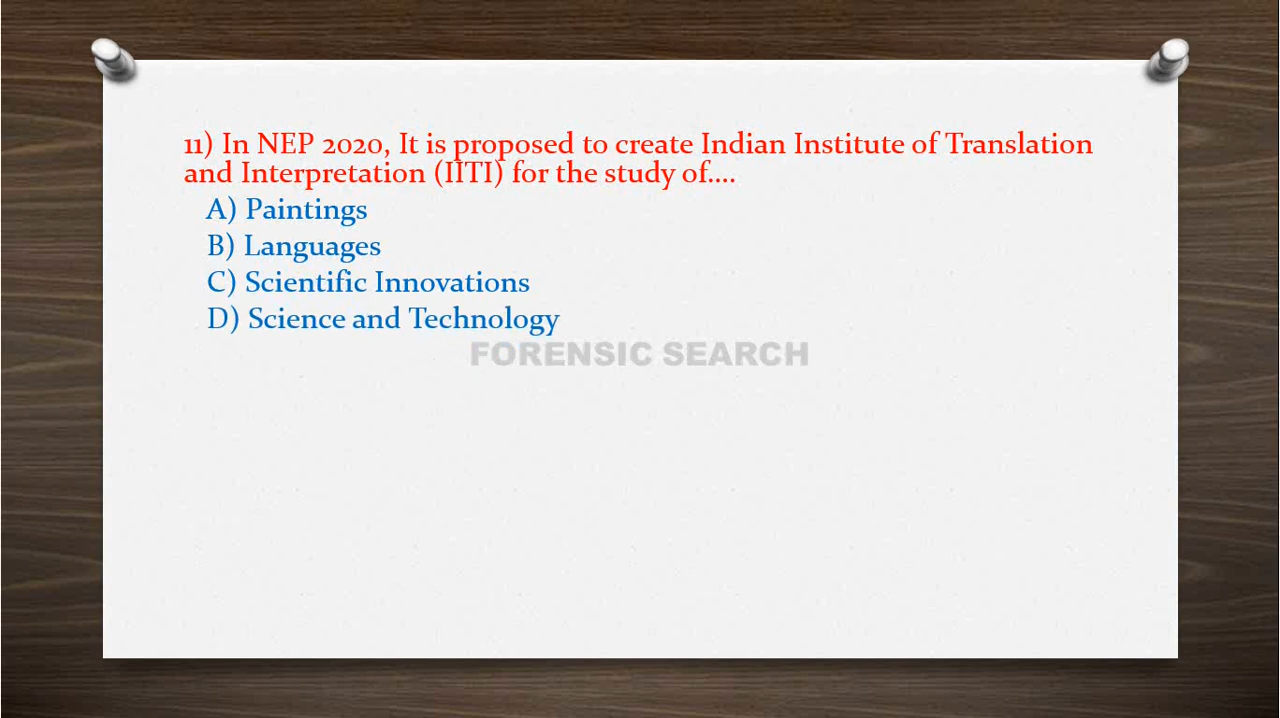 11) In NEP 2020, It is proposed to create Indian Institute of Translation
and Interpretation (IITI) for the study of....
A) Paintings
B) Languages
C) Scientific Innovations
D) Science and Technology
FORENSIC SEARCH